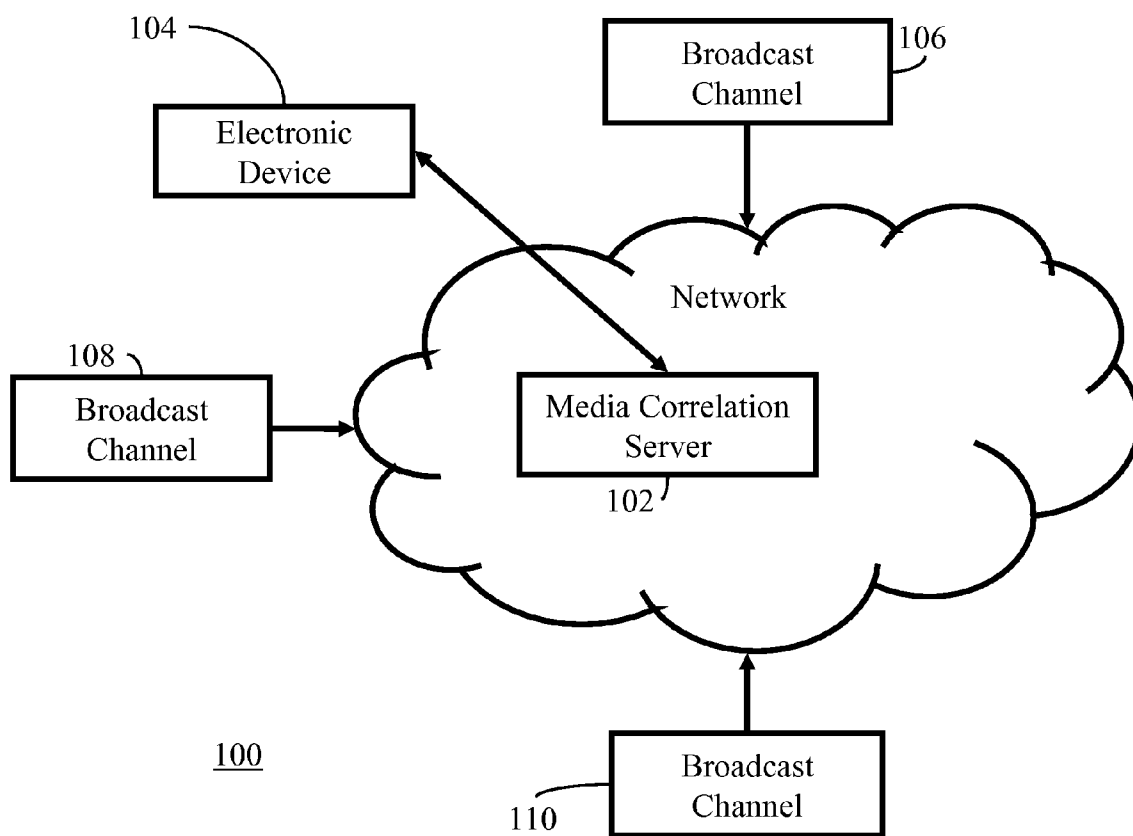 104
Electronic
Device
Broadcast
Channel
106
Network
108
Broadcast
Channel
Media Correlation
Server
102
100
Broadcast
Channel
110